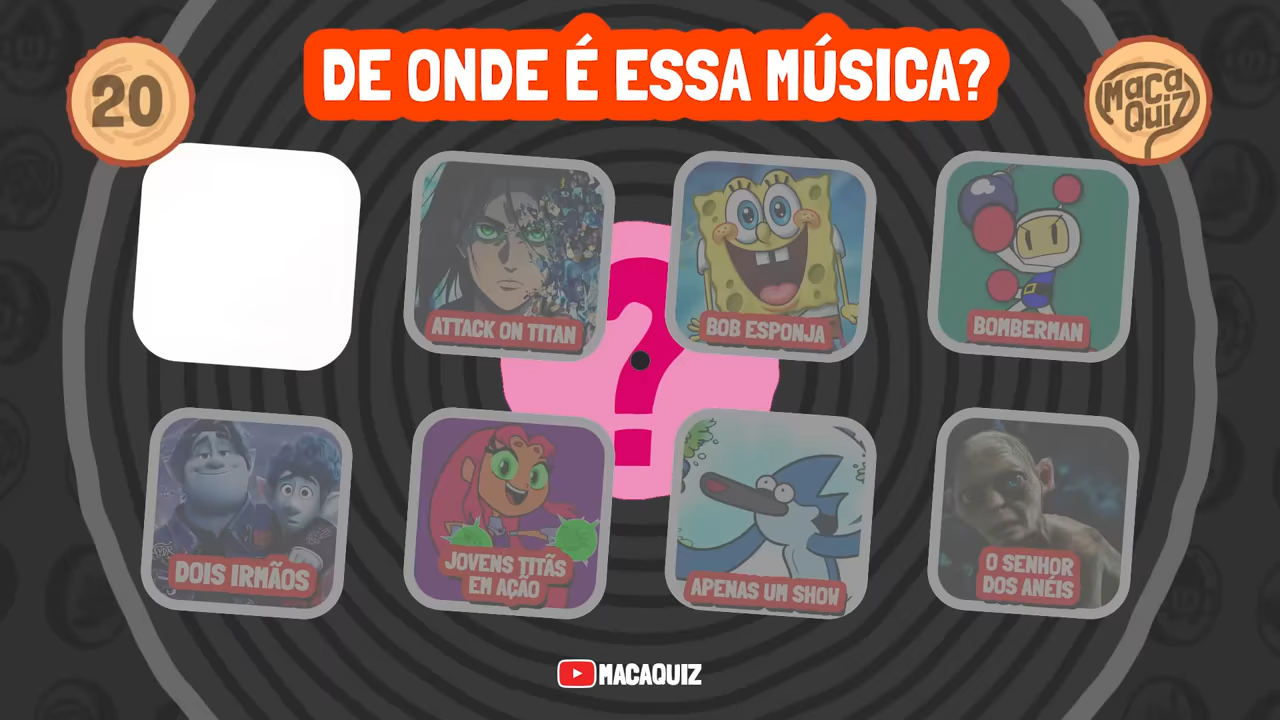 DE ONDE É ESSA MÚSICA?
20
MACA
QUIZ
ATTACK ON TITAN
BOB ESPONJA
BOMBERMAN
DOIS IRMÃOS
JOVENS TITÃS
EM AÇÃO
APENAS UM SHOW
O SENHOR
DOS ANÉIS
MACAQUIZ